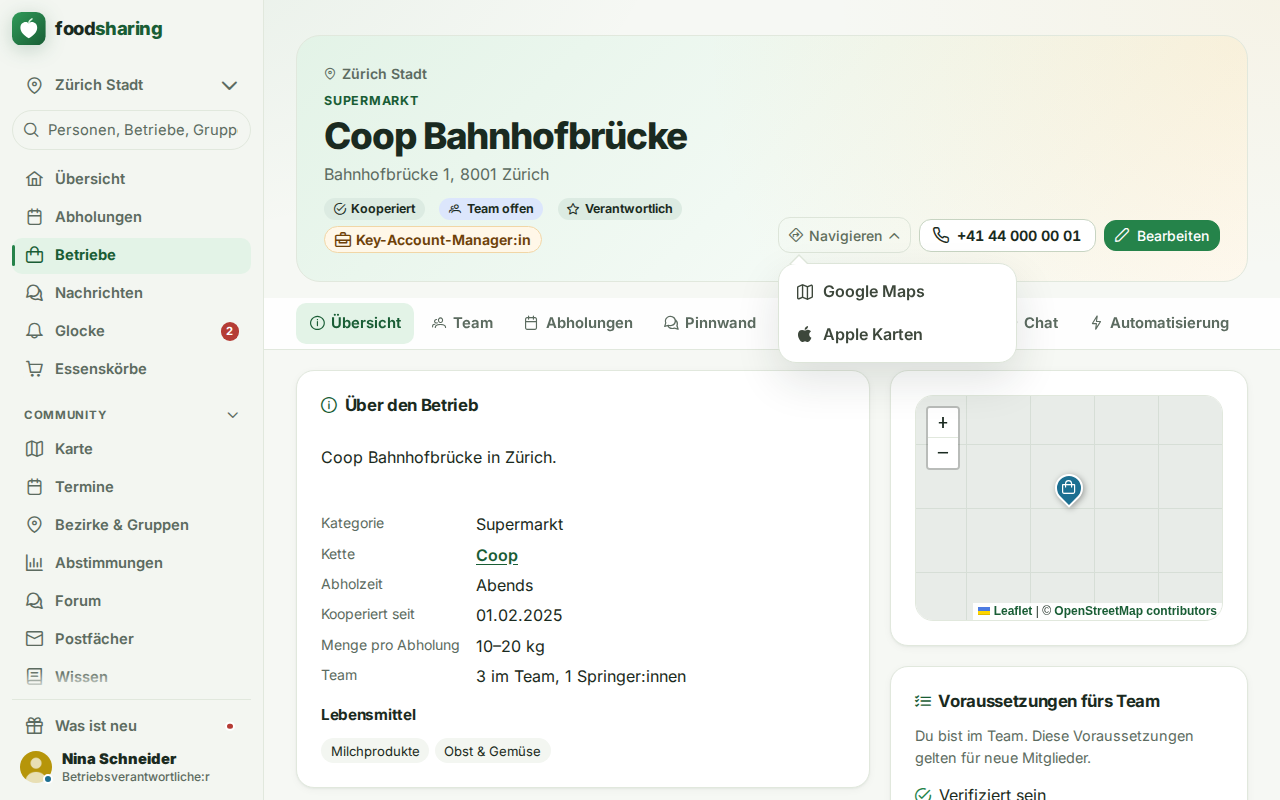 foodsharing
Zürich Stadt
Personen, Betriebe, Grupp
Übersicht
Abholungen
Betriebe
Nachrichten
Glocke
2
Essenskörbe
COMMUNITY
Karte
Termine
Bezirke & Gruppen
Abstimmungen
Forum
Postfächer
Wissen
Was ist neu
Nina Schneider
Betriebsverantwortliche:r
Zürich Stadt
SUPERMARKT
Coop Bahnhofbrücke
Bahnhofbrücke 1, 8001 Zürich
Kooperiert
Team offen
Verantwortlich
Key-Account-Manager:in
Navigieren
+41 44 000 00 01
Bearbeiten
Google Maps
Apple Karten
Übersicht
Team
Abholungen
Pinnwand
Chat
Automatisierung
Über den Betrieb
Coop Bahnhofbrücke in Zürich.
Kategorie Supermarkt
Kette Coop
Abholzeit Abends
Kooperiert seit 01.02.2025
Menge pro Abholung 10–20 kg
Team 3 im Team, 1 Springer:innen
Lebensmittel
Milchprodukte
Obst & Gemüse
+
−
Leaflet | © OpenStreetMap contributors
Voraussetzungen fürs Team
Du bist im Team. Diese Voraussetzungen
gelten für neue Mitglieder.
Verifiziert sein